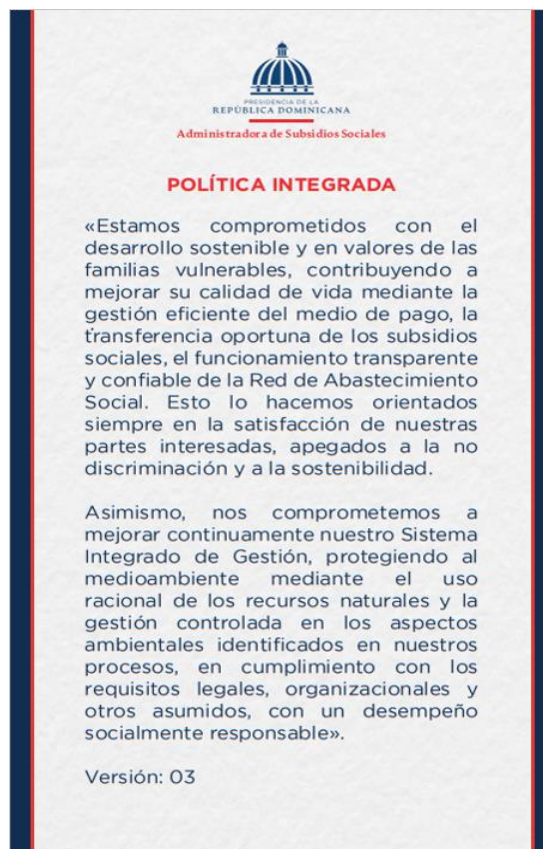 PRESIDENCIA DE LA
REPÚBLICA DOMINICANA
Administradora de Subsidios Sociales
POLÍTICA INTEGRADA
«Estamos comprometidos con el
desarrollo sostenible y en valores de las
familias vulnerables, contribuyendo a
mejorar su calidad de vida mediante la
gestión eficiente del medio de pago, la
transferencia oportuna de los subsidios
sociales, el funcionamiento transparente
y confiable de la Red de Abastecimiento
Social. Esto lo hacemos orientados
siempre en la satisfacción de nuestras
partes interesadas, apegados a la no
discriminación y a la sostenibilidad.
Asimismo, nos comprometemos a
mejorar continuamente nuestro Sistema
Integrado de Gestión, protegiendo al
medioambiente mediante el uso
racional de los recursos naturales y la
gestión controlada en los aspectos
ambientales identificados en nuestros
procesos, en cumplimiento con los
requisitos legales, organizacionales y
otros asumidos, con un desempeño
socialmente responsable».
Versión: 03